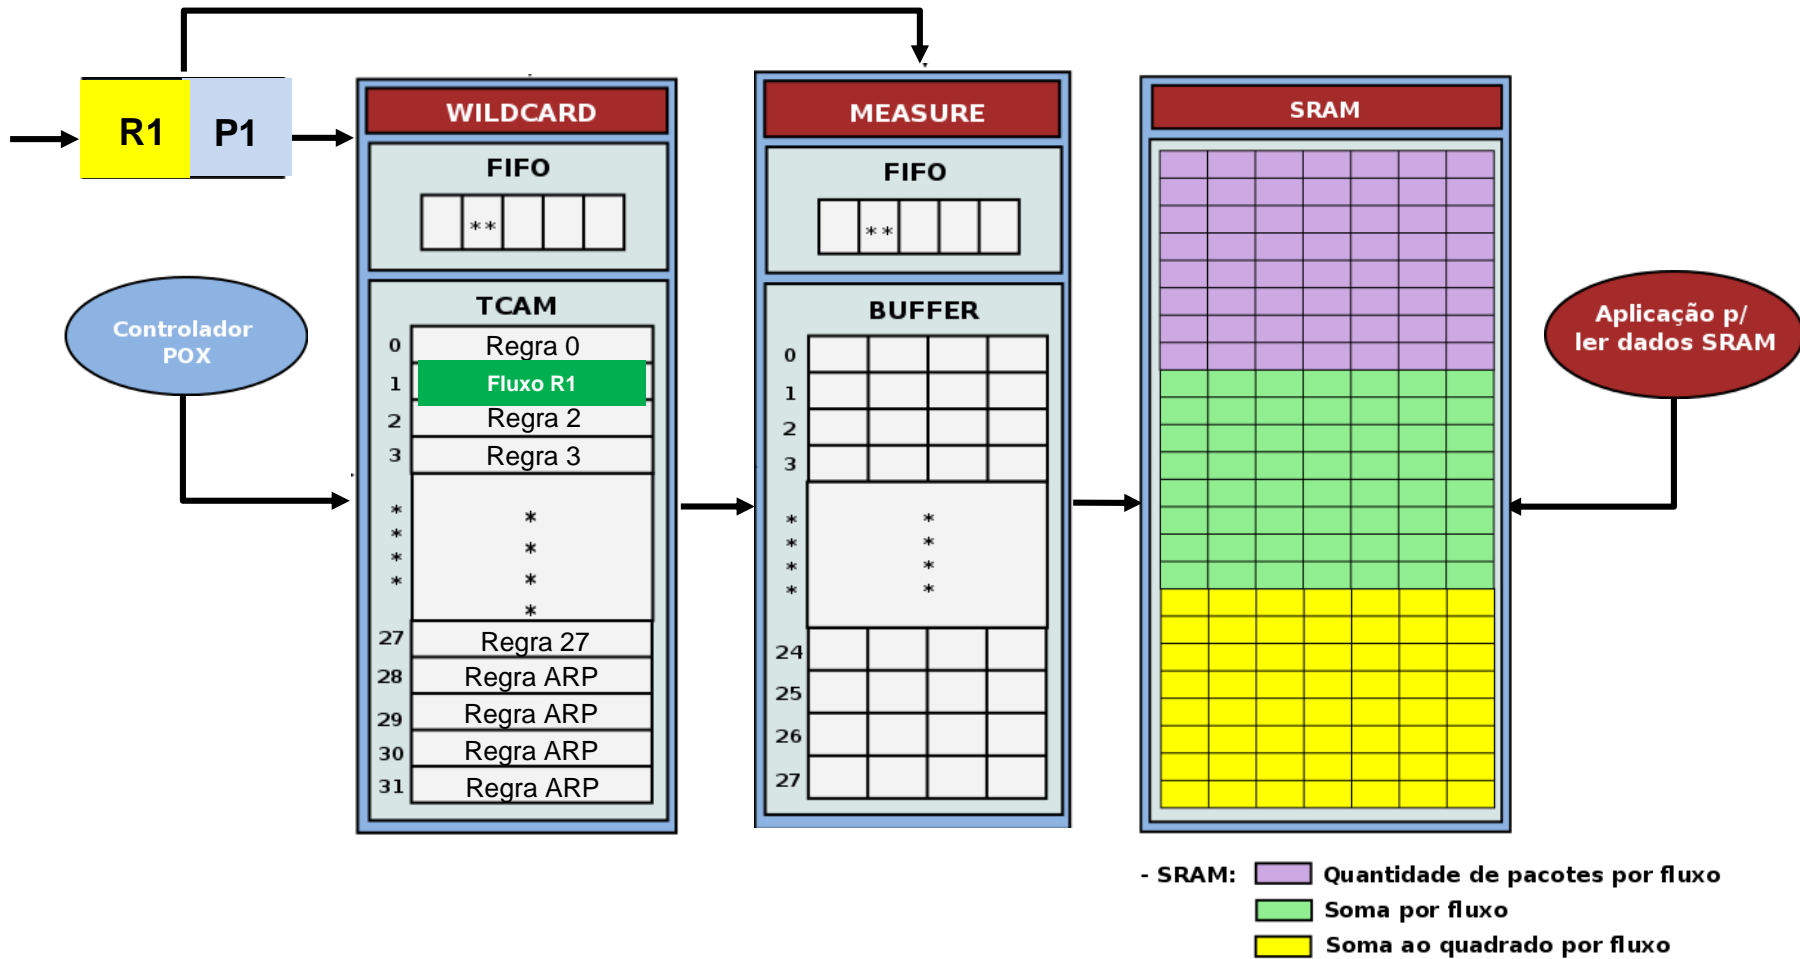 R1 P1
WILDCARD
FIFO
**
TCAM
0 Regra 0
1 Fluxo R1
2 Regra 2
3 Regra 3
* *
* *
* *
* *
27 Regra 27
28 Regra ARP
29 Regra ARP
30 Regra ARP
31 Regra ARP
Controlador
POX
MEASURE
FIFO
**
BUFFER
0
1
2
3
* *
* *
* *
* *
24
25
26
27
SRAM
Aplicação p/
ler dados SRAM
- SRAM: Quantidade de pacotes por fluxo
Soma por fluxo
Soma ao quadrado por fluxo